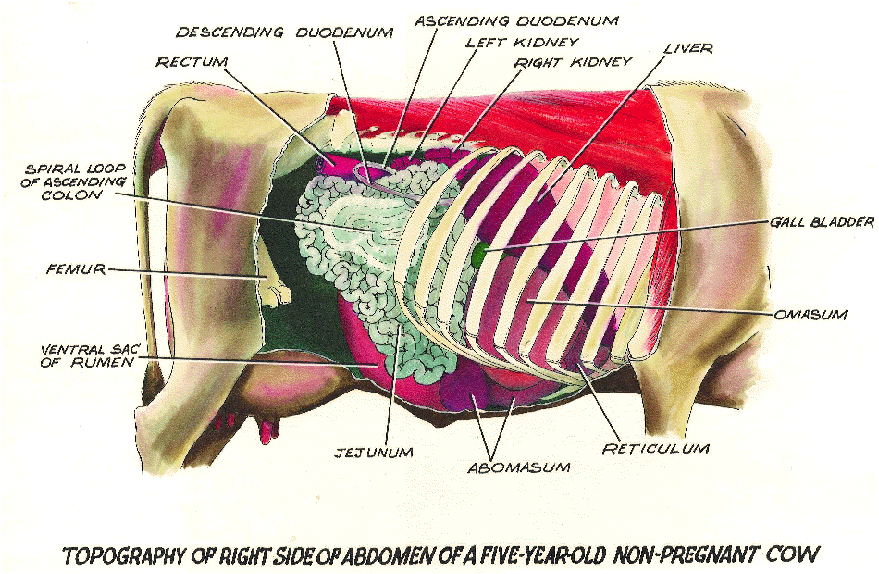 DESCENDING DUODENUM
ASCENDING DUODENUM
LEFT KIDNEY
RECTUM
RIGHT KIDNEY
LIVER
SPIRAL LOOP
OF ASCENDING
COLON
GALL BLADDER
FEMUR
OMASUM
VENTRAL SAC
OF RUMEN
JEJUNUM
ABOMASUM
RETICULUM
TOPOGRAPHY OF RIGHT SIDE OF ABDOMEN OF A FIVE-YEAR-OLD NON-PREGNANT COW